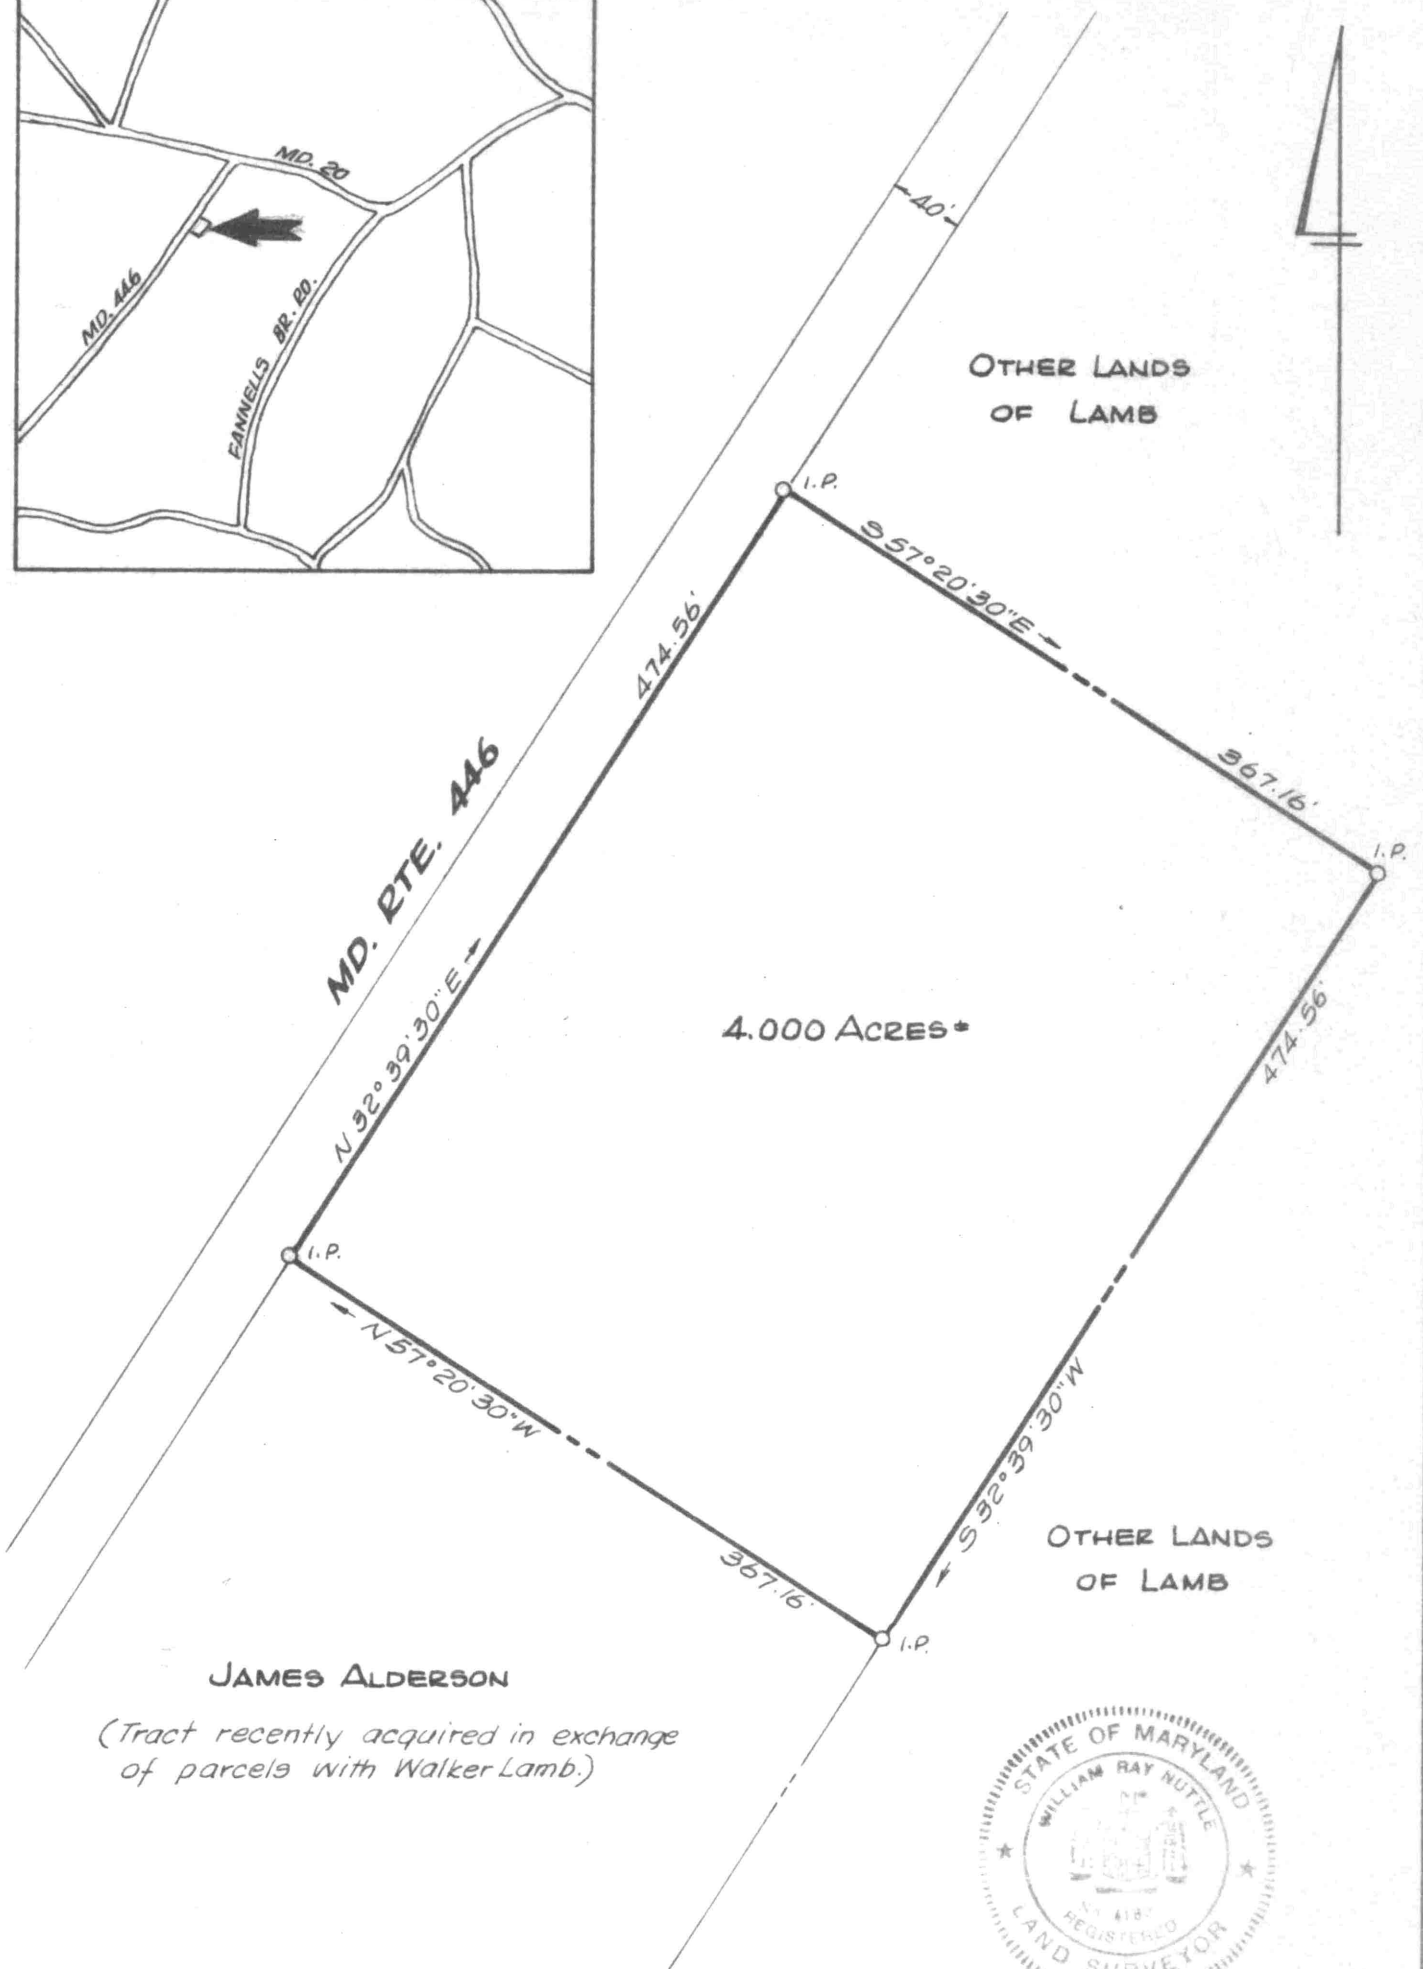 MD. 20
MD. 446
FANNELLS BR. RD.
40'
OTHER LANDS
OF LAMB
I.P.
S 57° 20' 30" E
474.56'
367.16'
I.P.
MD. RTE. 446
N 32° 39' 30" E
4.000 ACRES±
474.56'
I.P.
N 57° 20' 30" W
S 32° 39' 30" W
367.16'
OTHER LANDS
OF LAMB
I.P.
JAMES ALDERSON
(Tract recently acquired in exchange
of parcels with Walker Lamb.)
STATE OF MARYLAND
WILLIAM RAY NUTTLE
REGISTERED
LAND SURVEYOR